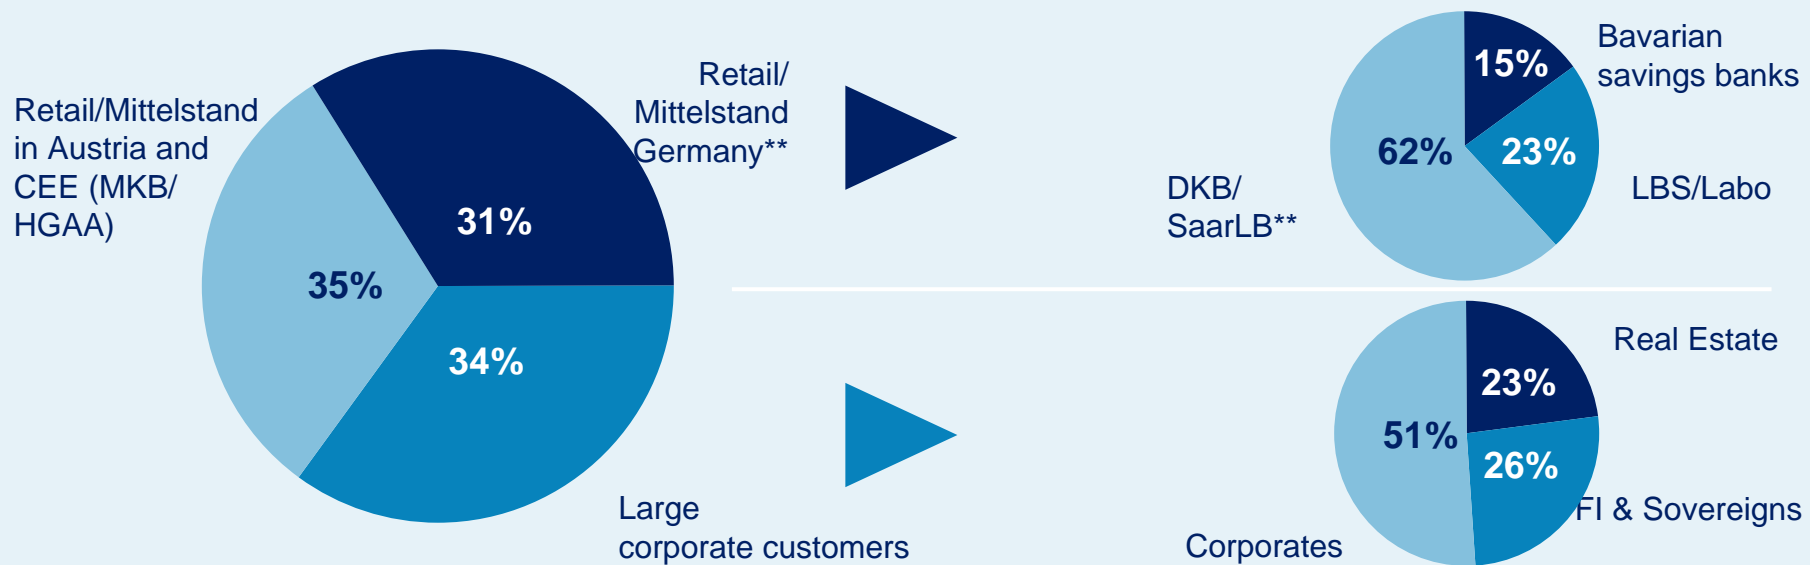 Retail/Mittelstand
in Austria and
CEE (MKB/
HGAA)
35%
31%
34%
Retail/
Mittelstand
Germany**
Large
corporate customers
DKB/
SaarLB**
62%
15%
23%
Bavarian
savings banks
LBS/Labo
Corporates
51%
23%
26%
Real Estate
FI & Sovereigns